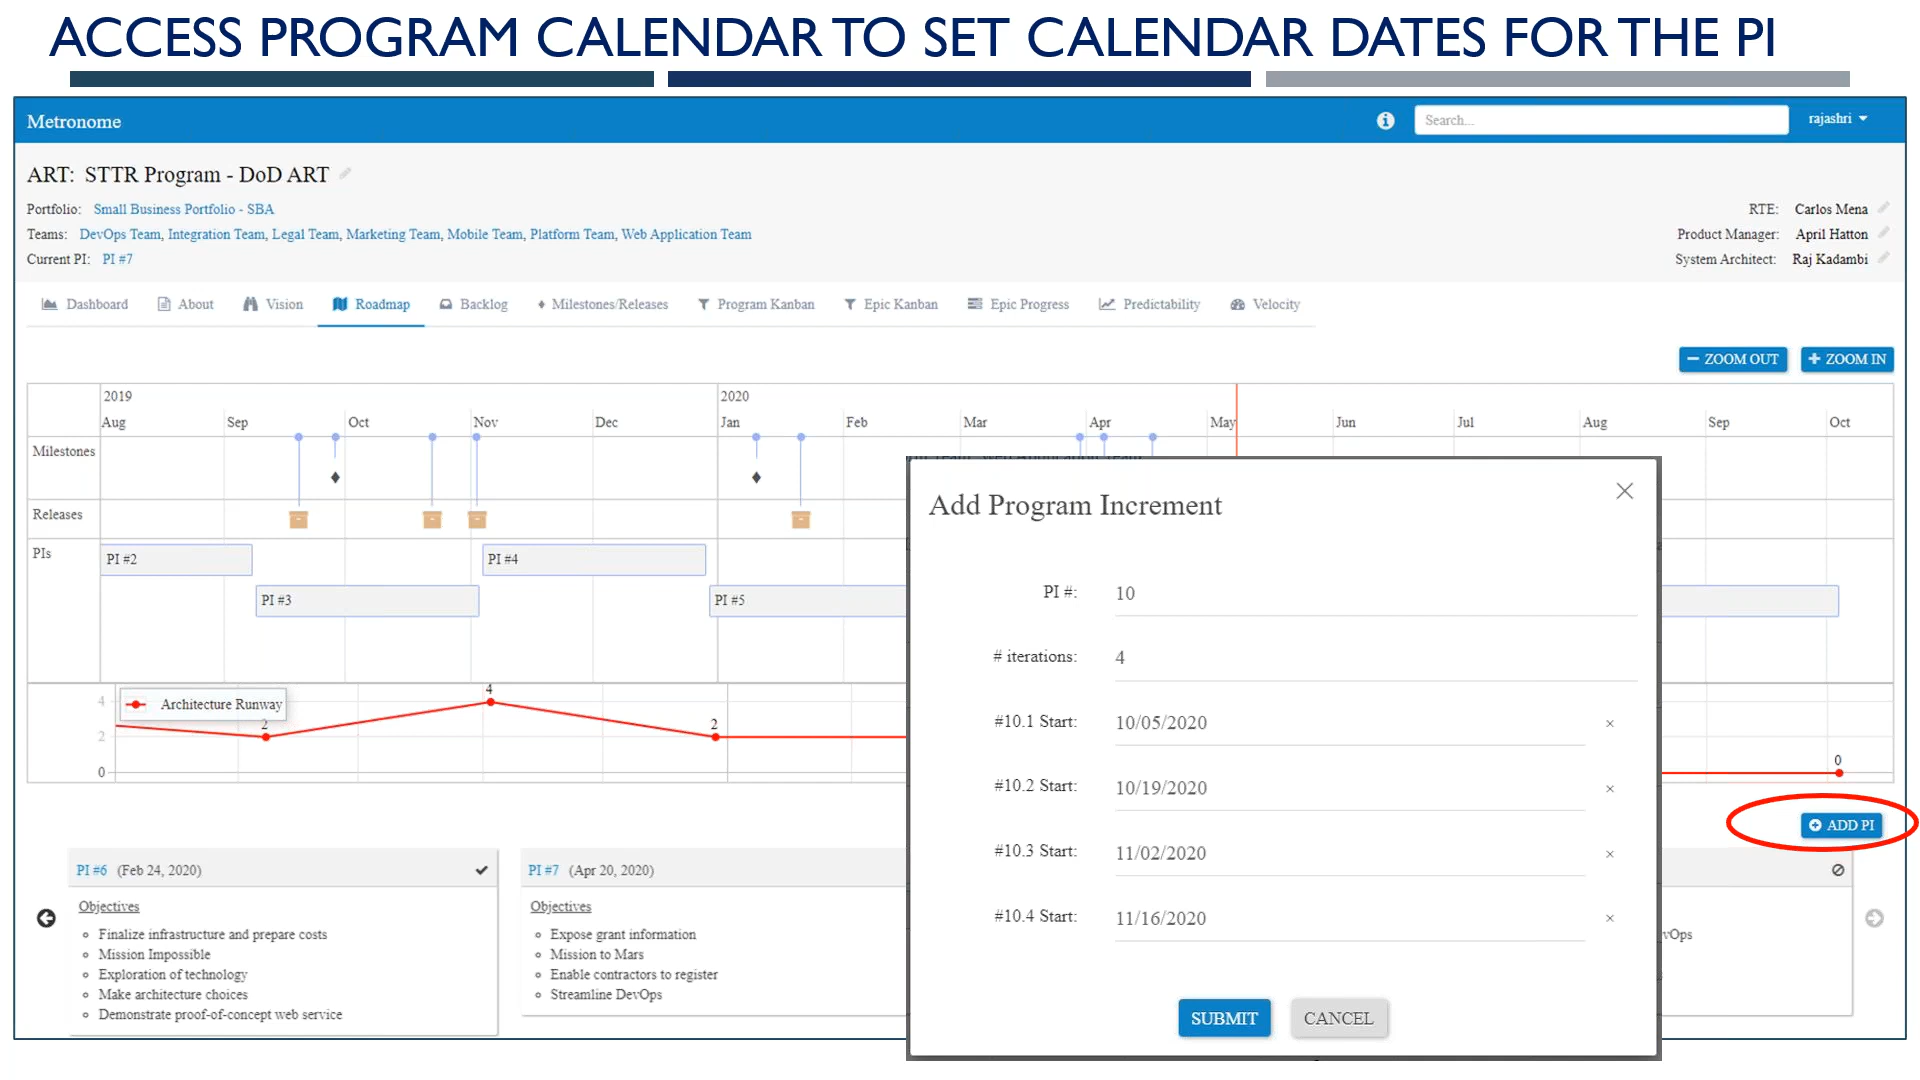 ACCESS PROGRAM CALENDAR TO SET CALENDAR DATES FOR THE PI
Metronome
Search...
rajashri
ART: STTR Program - DoD ART
Portfolio: Small Business Portfolio - SBA
RTE: Carlos Mena
Teams: DevOps Team, Integration Team, Legal Team, Marketing Team, Mobile Team, Platform Team, Web Application Team
Product Manager: April Hatton
Current PI: PI #7
System Architect: Raj Kadambi
Dashboard About Vision Roadmap Backlog Milestones/Releases Program Kanban Epic Kanban Epic Progress Predictability Velocity
ZOOM OUT ZOOM IN
2019 2020
Aug Sep Oct Nov Dec Jan Feb Mar Apr May Jun Jul Aug Sep Oct
Milestones
Releases
PIs
PI #2
PI #4
PI #3
PI #5
4
2
0
Architecture Runway
2
4
2
0
ADD PI
PI #6 (Feb 24, 2020)
Objectives
Finalize infrastructure and prepare costs
Mission Impossible
Exploration of technology
Make architecture choices
Demonstrate proof-of-concept web service
PI #7 (Apr 20, 2020)
Objectives
Expose grant information
Mission to Mars
Enable contractors to register
Streamline DevOps
vOps
Add Program Increment
PI #: 10
# iterations: 4
#10.1 Start: 10/05/2020
#10.2 Start: 10/19/2020
#10.3 Start: 11/02/2020
#10.4 Start: 11/16/2020
SUBMIT CANCEL